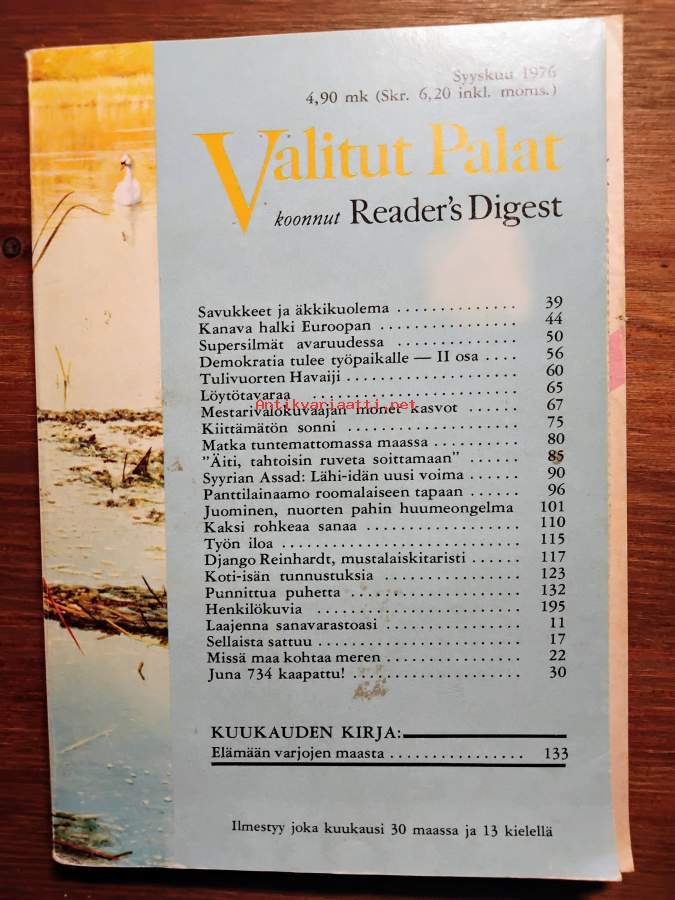 Syyskuu 1976
4,90 mk (Skr. 6,20 inkl. moms.)
Valitut Palat
koonnut Reader's Digest
Savukkeet ja äkkikuolema ............... 39
Kanava halki Euroopan ................ 44
Supersilmät avaruudessa .............. 50
Demokratia tulee työpaikalle — II osa .... 56
Tulivuorten Havaiji .................... 60
Löytötavaraa ................... 65
Antikvariaatti.net
Mestarivalokuvaajan monet kasvot ...... 67
Kiittämätön sonni .................... 75
Matka tuntemattomassa maassa .......... 80
"Äiti, tahtoisin ruveta soittamaan" ...... 85
Syyrian Assad: Lähi-idän uusi voima .... 90
Panttilainaamo roomalaiseen tapaan .... 96
Juominen, nuorten pahin huumeongelma 101
Kaksi rohkeaa sanaa ................... 110
Työn iloa ............................ 115
Django Reinhardt, mustalaiskitaristi ...... 117
Koti-isän tunnustuksia ................ 123
Punnittua puhetta .................... 132
Henkilökuvia ........................ 195
Laajenna sanavarastoasi ................ 11
Sellaista sattuu ........................ 17
Missä maa kohtaa meren ................ 22
Juna 734 kaapattu! .................... 30
KUUKAUDEN KIRJA:
Elämään varjojen maasta ................ 133
Ilmestyy joka kuukausi 30 maassa ja 13 kielellä